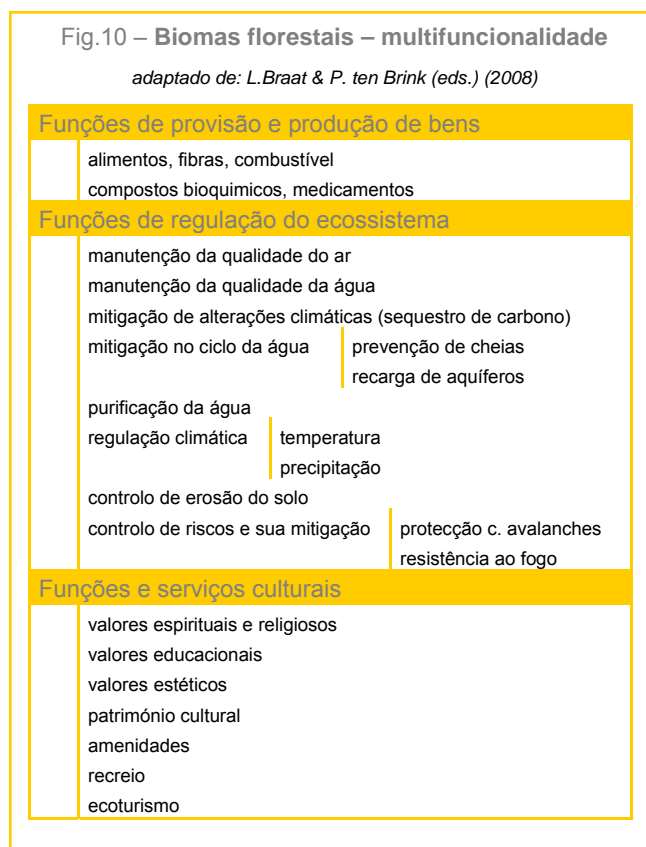 Fig.10 – Biomas florestais – multifuncionalidade
adaptado de: L.Braat & P. ten Brink (eds.) (2008)
Funções de provisão e produção de bens
alimentos, fibras, combustível
compostos bioquimicos, medicamentos
Funções de regulação do ecossistema
manutenção da qualidade do ar
manutenção da qualidade da água
mitigação de alterações climáticas (sequestro de carbono)
mitigação no ciclo da água prevenção de cheias
recarga de aquíferos
purificação da água
regulação climática temperatura
precipitação
controlo de erosão do solo
controlo de riscos e sua mitigação protecção c. avalanches
resistência ao fogo
Funções e serviços culturais
valores espirituais e religiosos
valores educacionais
valores estéticos
património cultural
amenidades
recreio
ecoturismo